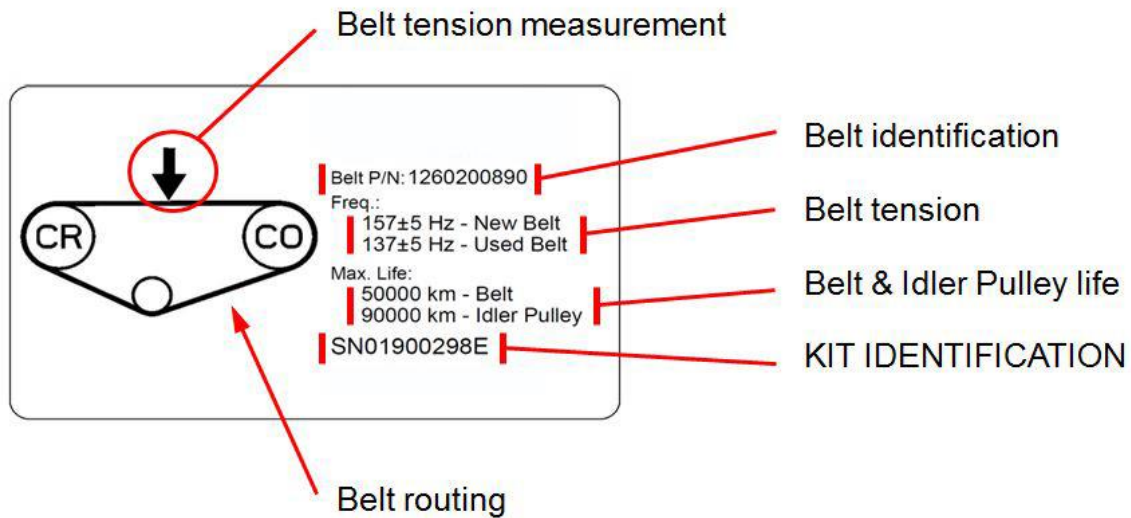 Belt tension measurement
Belt identification
Belt P/N: 1260200890
Freq.:
157±5 Hz - New Belt
137±5 Hz - Used Belt
Belt tension
CR
CO
Max. Life:
50000 km - Belt
90000 km - Idler Pulley
Belt & Idler Pulley life
SN01900298E
KIT IDENTIFICATION
Belt routing